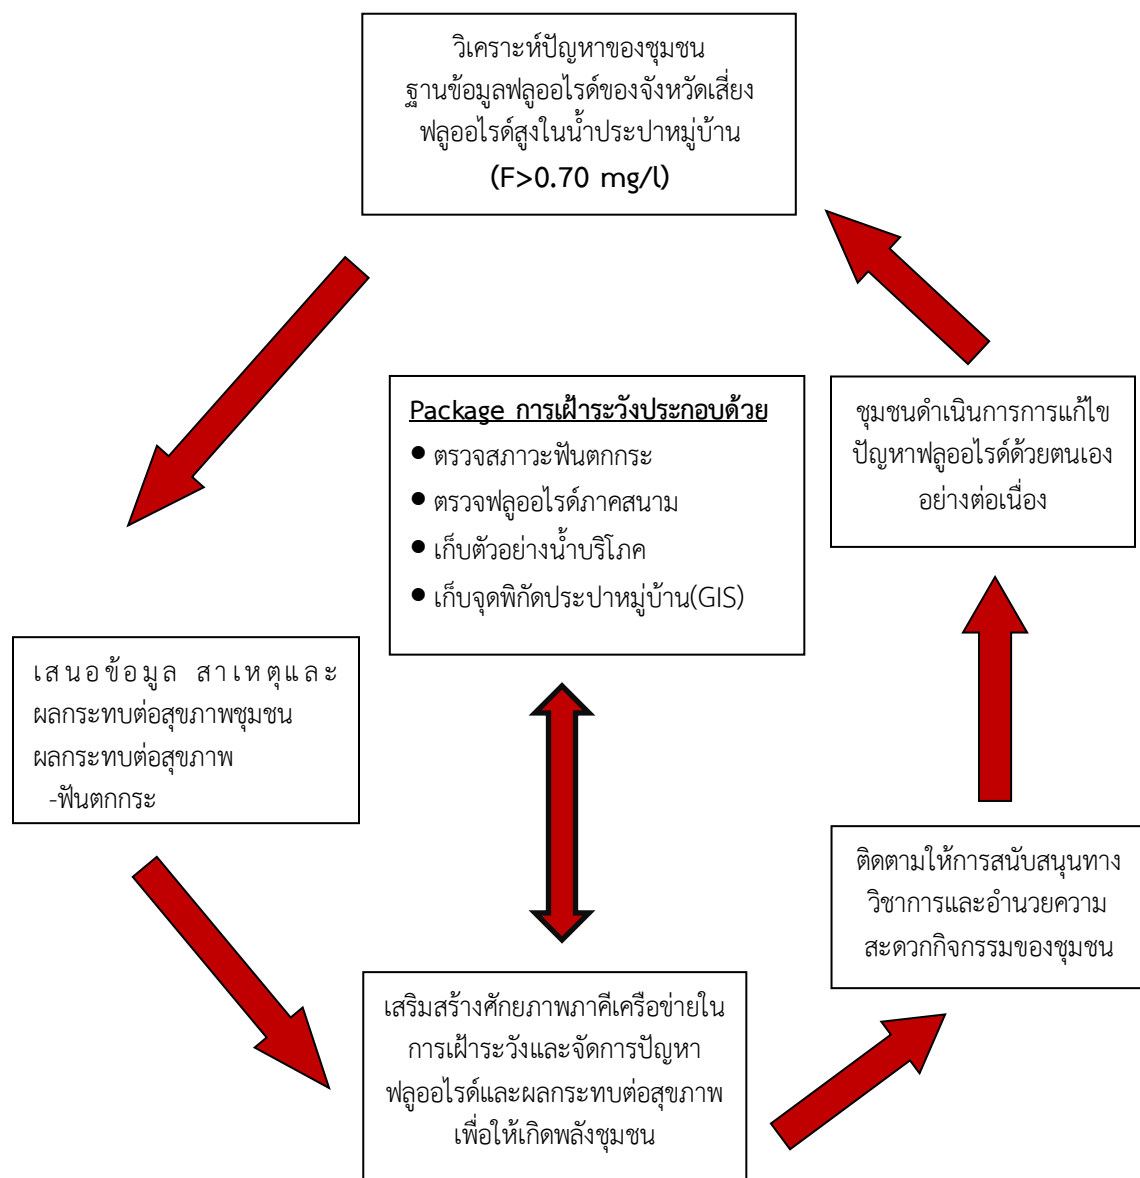 วิเคราะห์ปัญหาของชุมชน
ฐานข้อมูลฟลูออไรด์ของจังหวัดเสี่ยง
ฟลูออไรด์สูงในน้ำประปาหมู่บ้าน
(F>0.70 mg/l)
Package การเฝ้าระวังประกอบด้วย
● ตรวจสภาวะฟันตกกระ
● ตรวจฟลูออไรด์ภาคสนาม
● เก็บตัวอย่างน้ำบริโภค
● เก็บจุดพิกัดประปาหมู่บ้าน(GIS)
ชุมชนดำเนินการการแก้ไข
ปัญหาฟลูออไรด์ด้วยตนเอง
อย่างต่อเนื่อง
เสนอข้อมูล สาเหตุและ
ผลกระทบต่อสุขภาพชุมชน
ผลกระทบต่อสุขภาพ
-ฟันตกกระ
ติดตามให้การสนับสนุนทาง
วิชาการและอำนวยความ
สะดวกกิจกรรมของชุมชน
เสริมสร้างศักยภาพภาคีเครือข่ายใน
การเฝ้าระวังและจัดการปัญหา
ฟลูออไรด์และผลกระทบต่อสุขภาพ
เพื่อให้เกิดพลังชุมชน